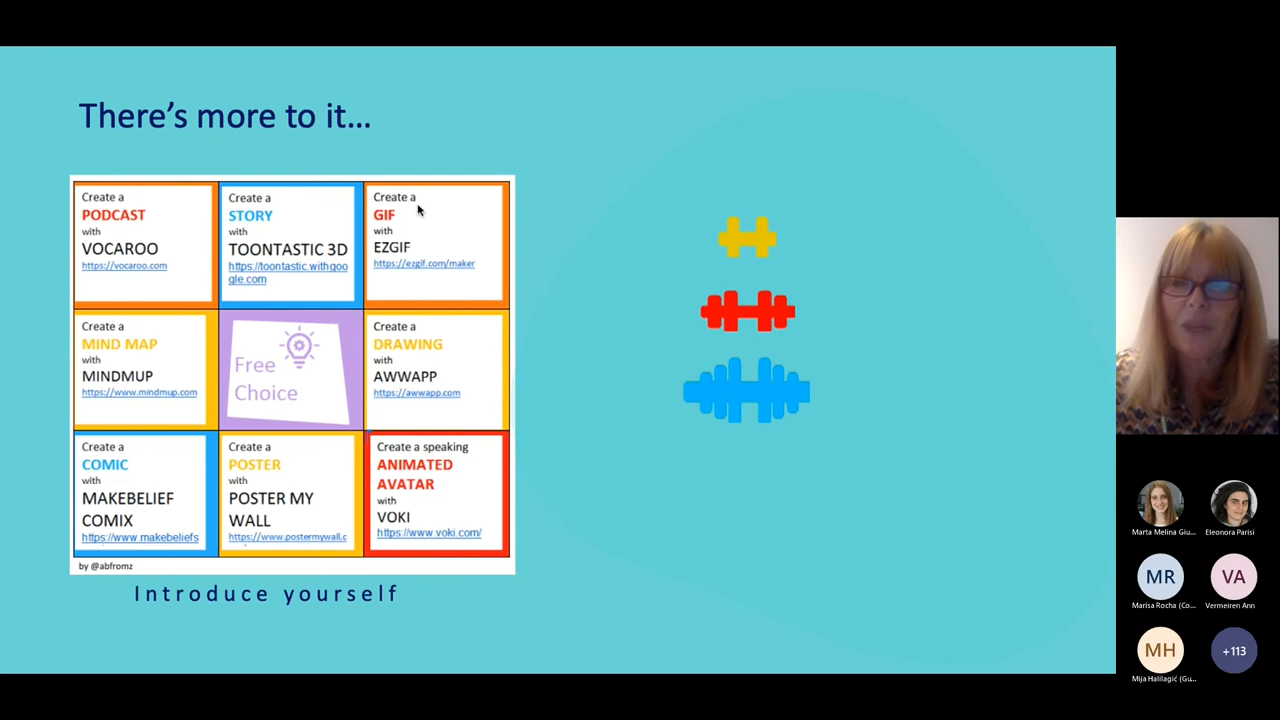 There's more to it...
Create a
PODCAST
with
VOCAROO
https://vocaroo.com
Create a
STORY
with
TOONTASTIC 3D
https://toontastic.withgoo
gle.com
Create a
GIF
with
EZGIF
https://ezgif.com/maker
Create a
MIND MAP
with
MINDMUP
https://www.mindmup.com
Free
Choice
Create a
DRAWING
with
AWWAPP
https://awwapp.com
Create a
COMIC
with
MAKEBELIEF
COMIX
https://www.makebeliefs
Create a
POSTER
with
POSTER MY
WALL
https://www.postermywall.c
Create a speaking
ANIMATED
AVATAR
with
VOKI
https://www.voki.com/
by @abfromz
Introduce yourself
Marta Melina Giu...
Eleonora Parisi
MR
Marisa Rocha (Co...
VA
Vermeiren Ann
MH
Mija Halilagić (Gu...
+113